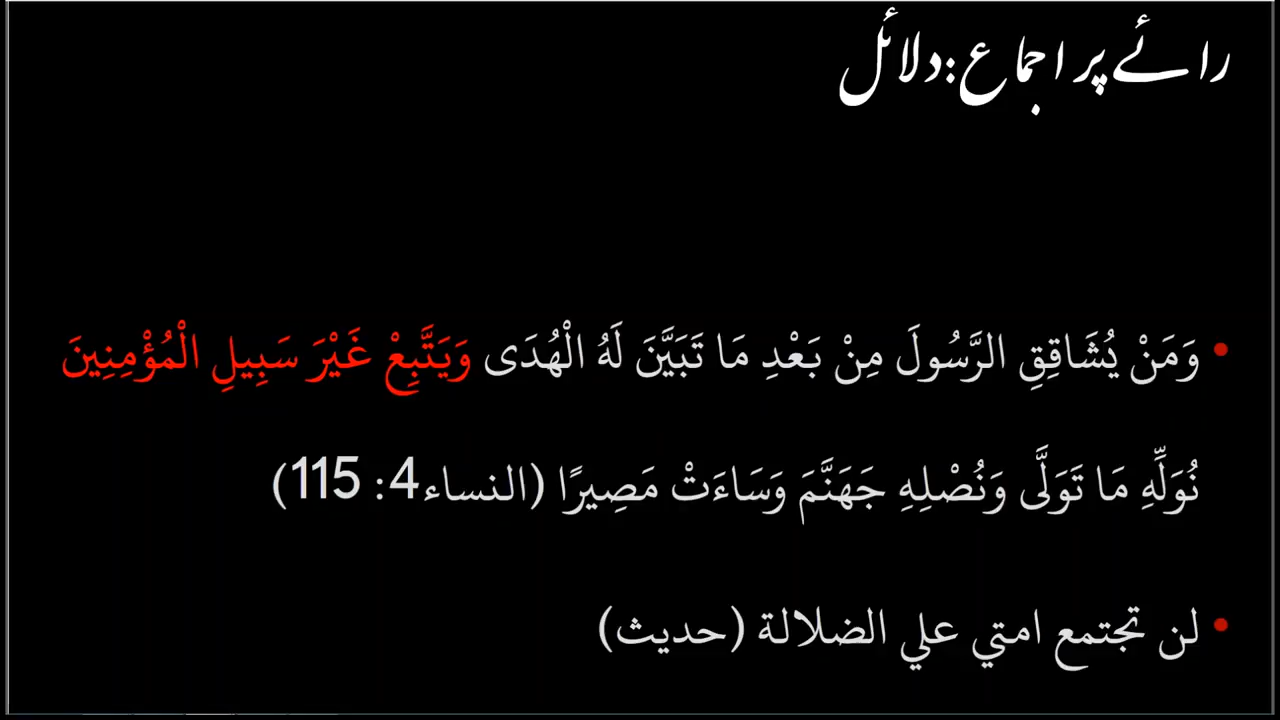 رائے پر اجماع: دلائل
• وَمَنْ يُشَاقِقِ الرَّسُولَ مِنْ بَعْدِ مَا تَبَيَّنَ لَهُ الْهُدَى وَيَتَّبِعْ غَيْرَ سَبِيلِ الْمُؤْمِنِينَ
نُوَلِّهِ مَا تَوَلَّى وَنُصْلِهِ جَهَنَّمَ وَسَاءَتْ مَصِيرًا (النساء4: 115)
• لن تجتمع امتي علي الضلالة (حديث)